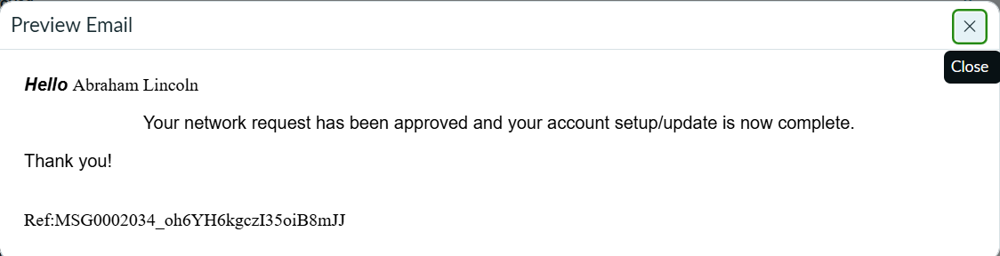 Preview Email
Close
Hello Abraham Lincoln
Your network request has been approved and your account setup/update is now complete.
Thank you!
Ref:MSG0002034_oh6YH6kgczI35oiB8mJJ